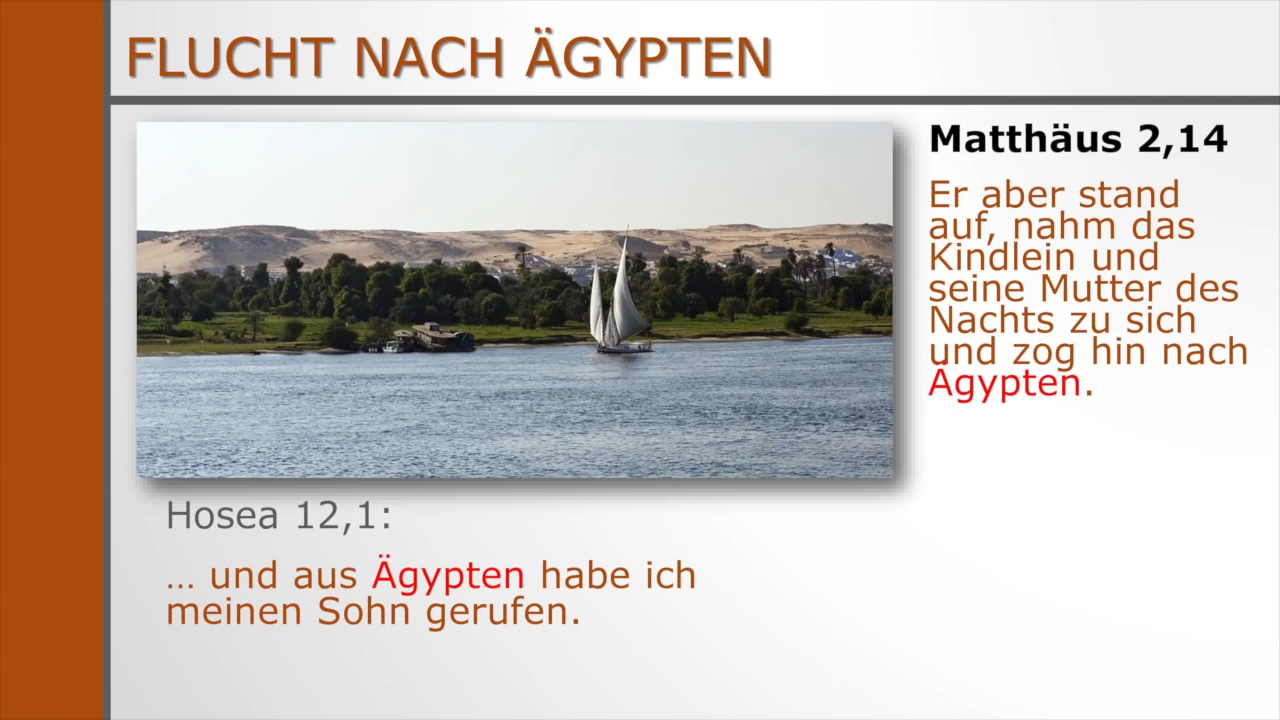 FLUCHT NACH ÄGYPTEN
Matthäus 2,14
Er aber stand
auf, nahm das
Kindlein und
seine Mutter des
Nachts zu sich
und zog hin nach
Ägypten.
Hosea 12,1:
… und aus Ägypten habe ich
meinen Sohn gerufen.